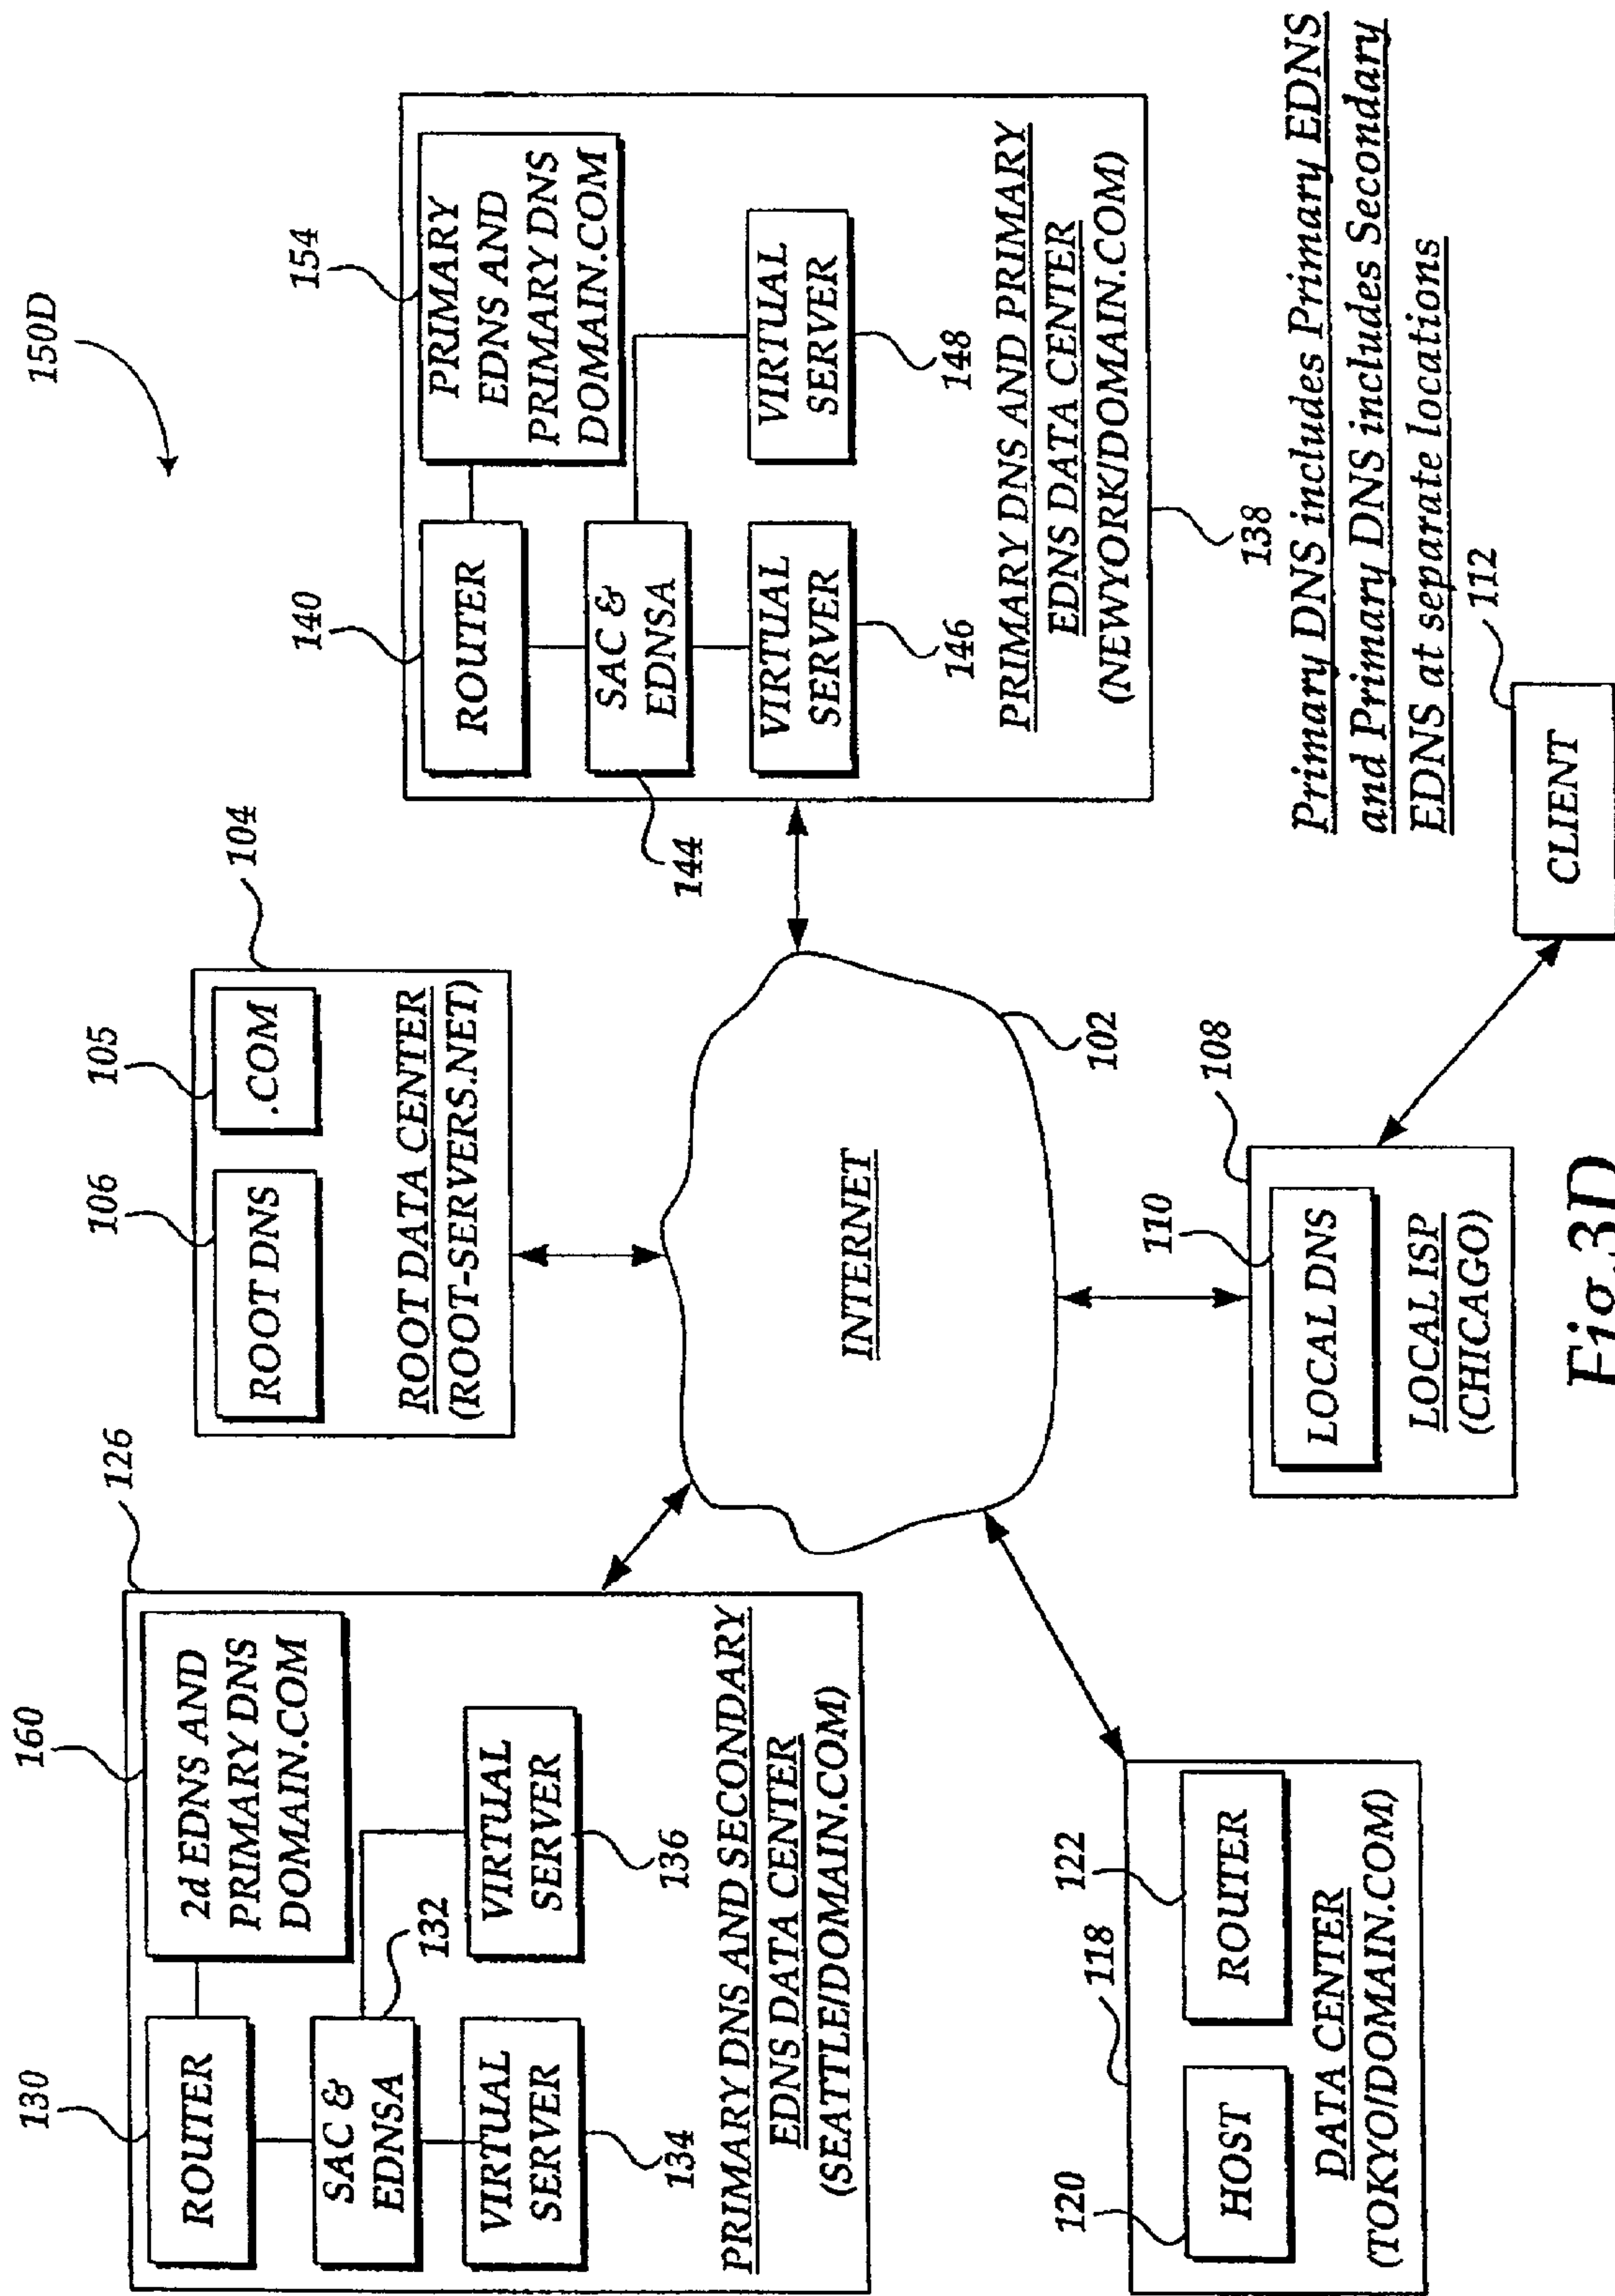 150D
126
160
130
2d EDNS AND
PRIMARY DNS
DOMAIN.COM
ROUTER
SAC &
EDNSA
132
VIRTUAL
SERVER
134
VIRTUAL
SERVER
136
PRIMARY DNS AND SECONDARY
EDNS DATA CENTER
(SEATTLE/DOMAIN.COM)
104
106
105
ROOT DNS
.COM
ROOT DATA CENTER
(ROOT-SERVERS.NET)
154
140
ROUTER
PRIMARY
EDNS AND
PRIMARY DNS
DOMAIN.COM
SAC &
EDNSA
144
VIRTUAL
SERVER
146
VIRTUAL
SERVER
148
PRIMARY DNS AND PRIMARY
EDNS DATA CENTER
(NEWYORK/DOMAIN.COM)
138
INTERNET
102
118
120
122
HOST
ROUTER
DATA CENTER
(TOKYO/DOMAIN.COM)
108
110
LOCAL DNS
LOCAL ISP
(CHICAGO)
Primary DNS includes Primary EDNS
and Primary DNS includes Secondary
EDNS at separate locations
112
CLIENT
Fig.3D